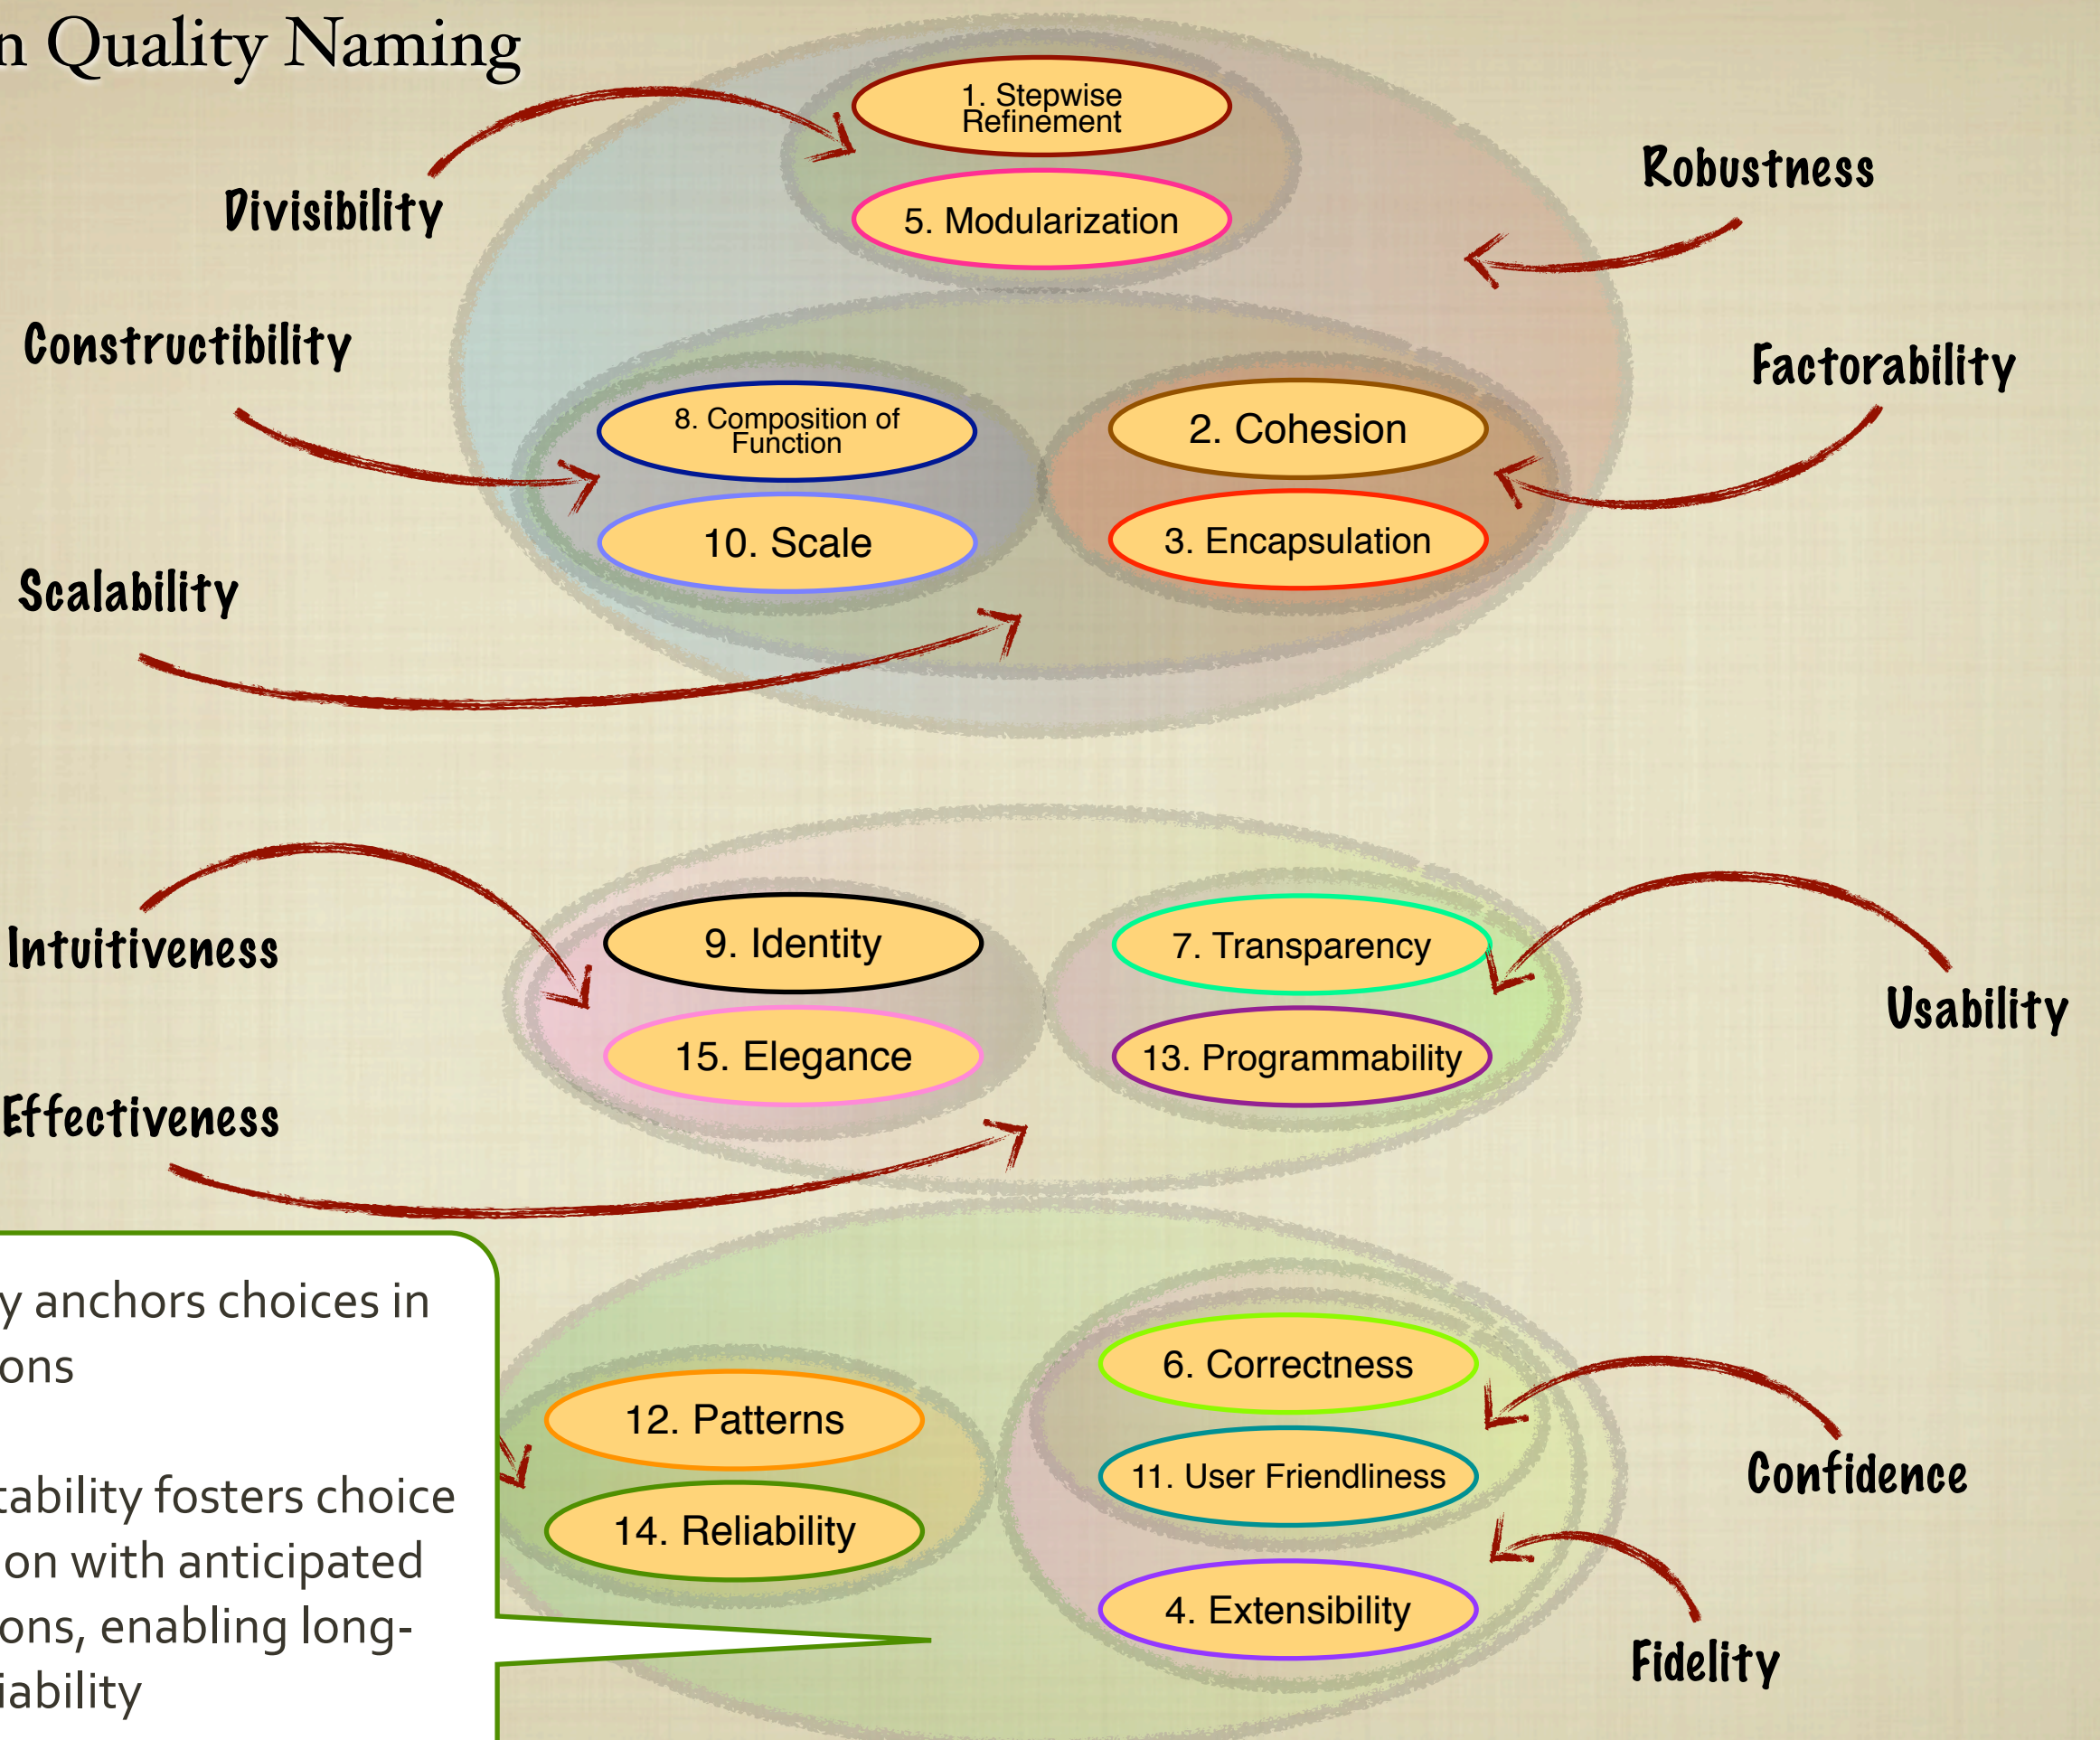 n Quality Naming
1. Stepwise
Refinement
5. Modularization
Divisibility
Robustness
Constructibility
Factorability
8. Composition of
Function
2. Cohesion
10. Scale
3. Encapsulation
Scalability
9. Identity
7. Transparency
Intuitiveness
Usability
15. Elegance
13. Programmability
Effectiveness
y anchors choices in
ons
tability fosters choice
on with anticipated
ons, enabling long-
iability
6. Correctness
12. Patterns
11. User Friendliness
Confidence
14. Reliability
4. Extensibility
Fidelity